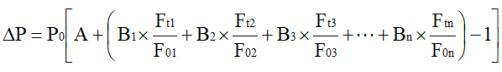 ΔP = P₀[A + (B₁ × Fₜ₁/F₀₁ + B₂ × Fₜ₂/F₀₂ + B₃ × Fₜ₃/F₀₃ + ⋯ + Bₙ × Fₜₙ/F₀ₙ) − 1]